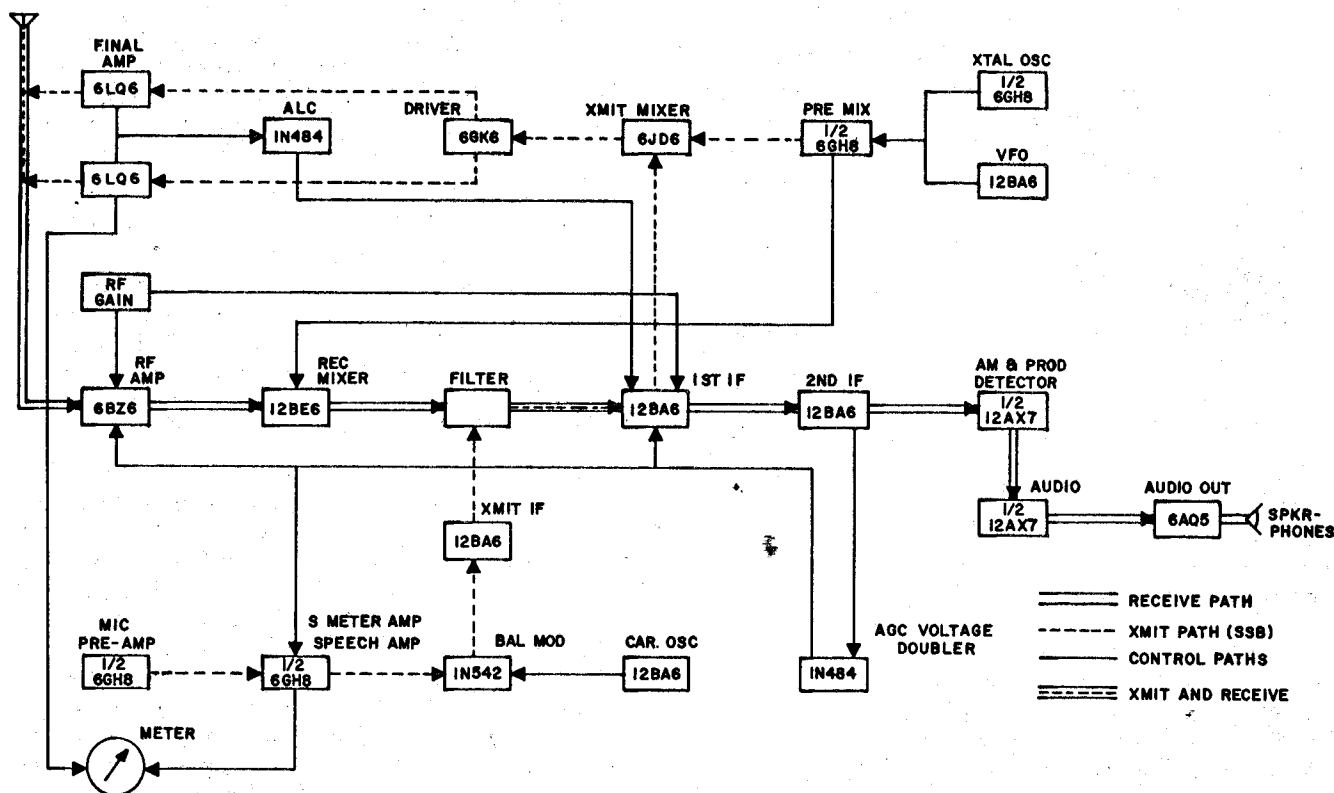 FINAL
AMP
6LQ6
ALC
1N484
DRIVER
6GK6
XMIT MIXER
6JD6
PRE MIX
1/2
6GH8
XTAL OSC
1/2
6GH8
VFO
12BA6
6LQ6
RF
GAIN
RF
AMP
6BZ6
REC
MIXER
12BE6
FILTER
1ST IF
12BA6
2ND IF
12BA6
AM & PROD
DETECTOR
1/2
12AX7
AUDIO
1/2
12AX7
AUDIO OUT
6AQ5
SPKR-
PHONES
XMIT IF
12BA6
MIC
PRE-AMP
1/2
6GH8
S METER AMP
SPEECH AMP
1/2
6GH8
BAL MOD
1N542
CAR. OSC
12BA6
AGC VOLTAGE
DOUBLER
1N484
METER
RECEIVE PATH
XMIT PATH (SSB)
CONTROL PATHS
XMIT AND RECEIVE